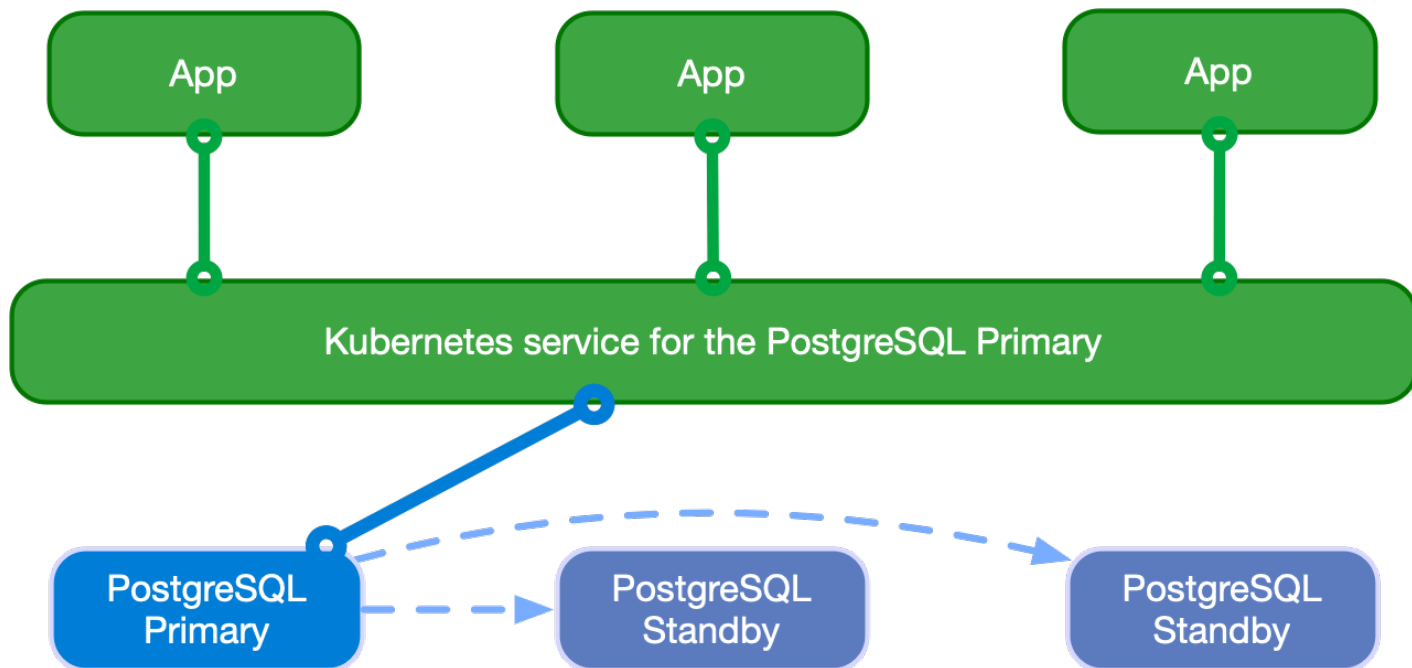 App
App
App
Kubernetes service for the PostgreSQL Primary
PostgreSQL
Primary
PostgreSQL
Standby
PostgreSQL
Standby